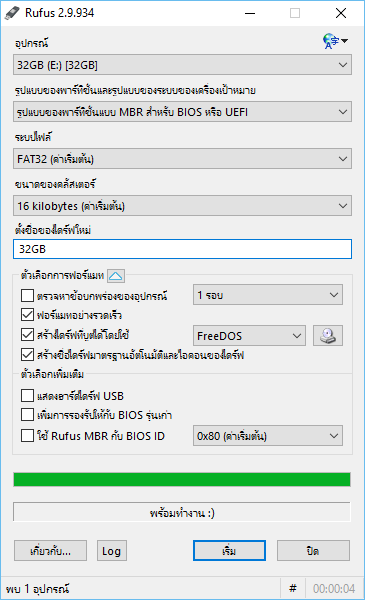 Rufus 2.9.934
อุปกรณ์
32GB (E:) [32GB]
รูปแบบของพาร์ทิชั่นและรูปแบบของระบบของเครื่องเป้าหมาย
รูปแบบของพาร์ทิชั่นแบบ MBR สำหรับ BIOS หรือ UEFI
ระบบไฟล์
FAT32 (ค่าเริ่มต้น)
ขนาดของคลัสเตอร์
16 kilobytes (ค่าเริ่มต้น)
ตั้งชื่อของไดร์ฟใหม่
32GB
ตัวเลือกการฟอร์แมท
ตรวจหาข้อบกพร่องของอุปกรณ์ 1 รอบ
ฟอร์แมทอย่างรวดเร็ว
สร้างไดร์ฟที่บูตได้โดยใช้ FreeDOS
สร้างชื่อไดร์ฟมาตรฐานอัตโนมัติและไอคอนของไดร์ฟ
ตัวเลือกเพิ่มเติม
แสดงฮาร์ดไดร์ฟ USB
เพิ่มการรองรับให้กับ BIOS รุ่นเก่า
ใช้ Rufus MBR กับ BIOS ID 0x80 (ค่าเริ่มต้น)
พร้อมทำงาน :)
เกี่ยวกับ... Log เริ่ม ปิด
พบ 1 อุปกรณ์ # 00:00:04